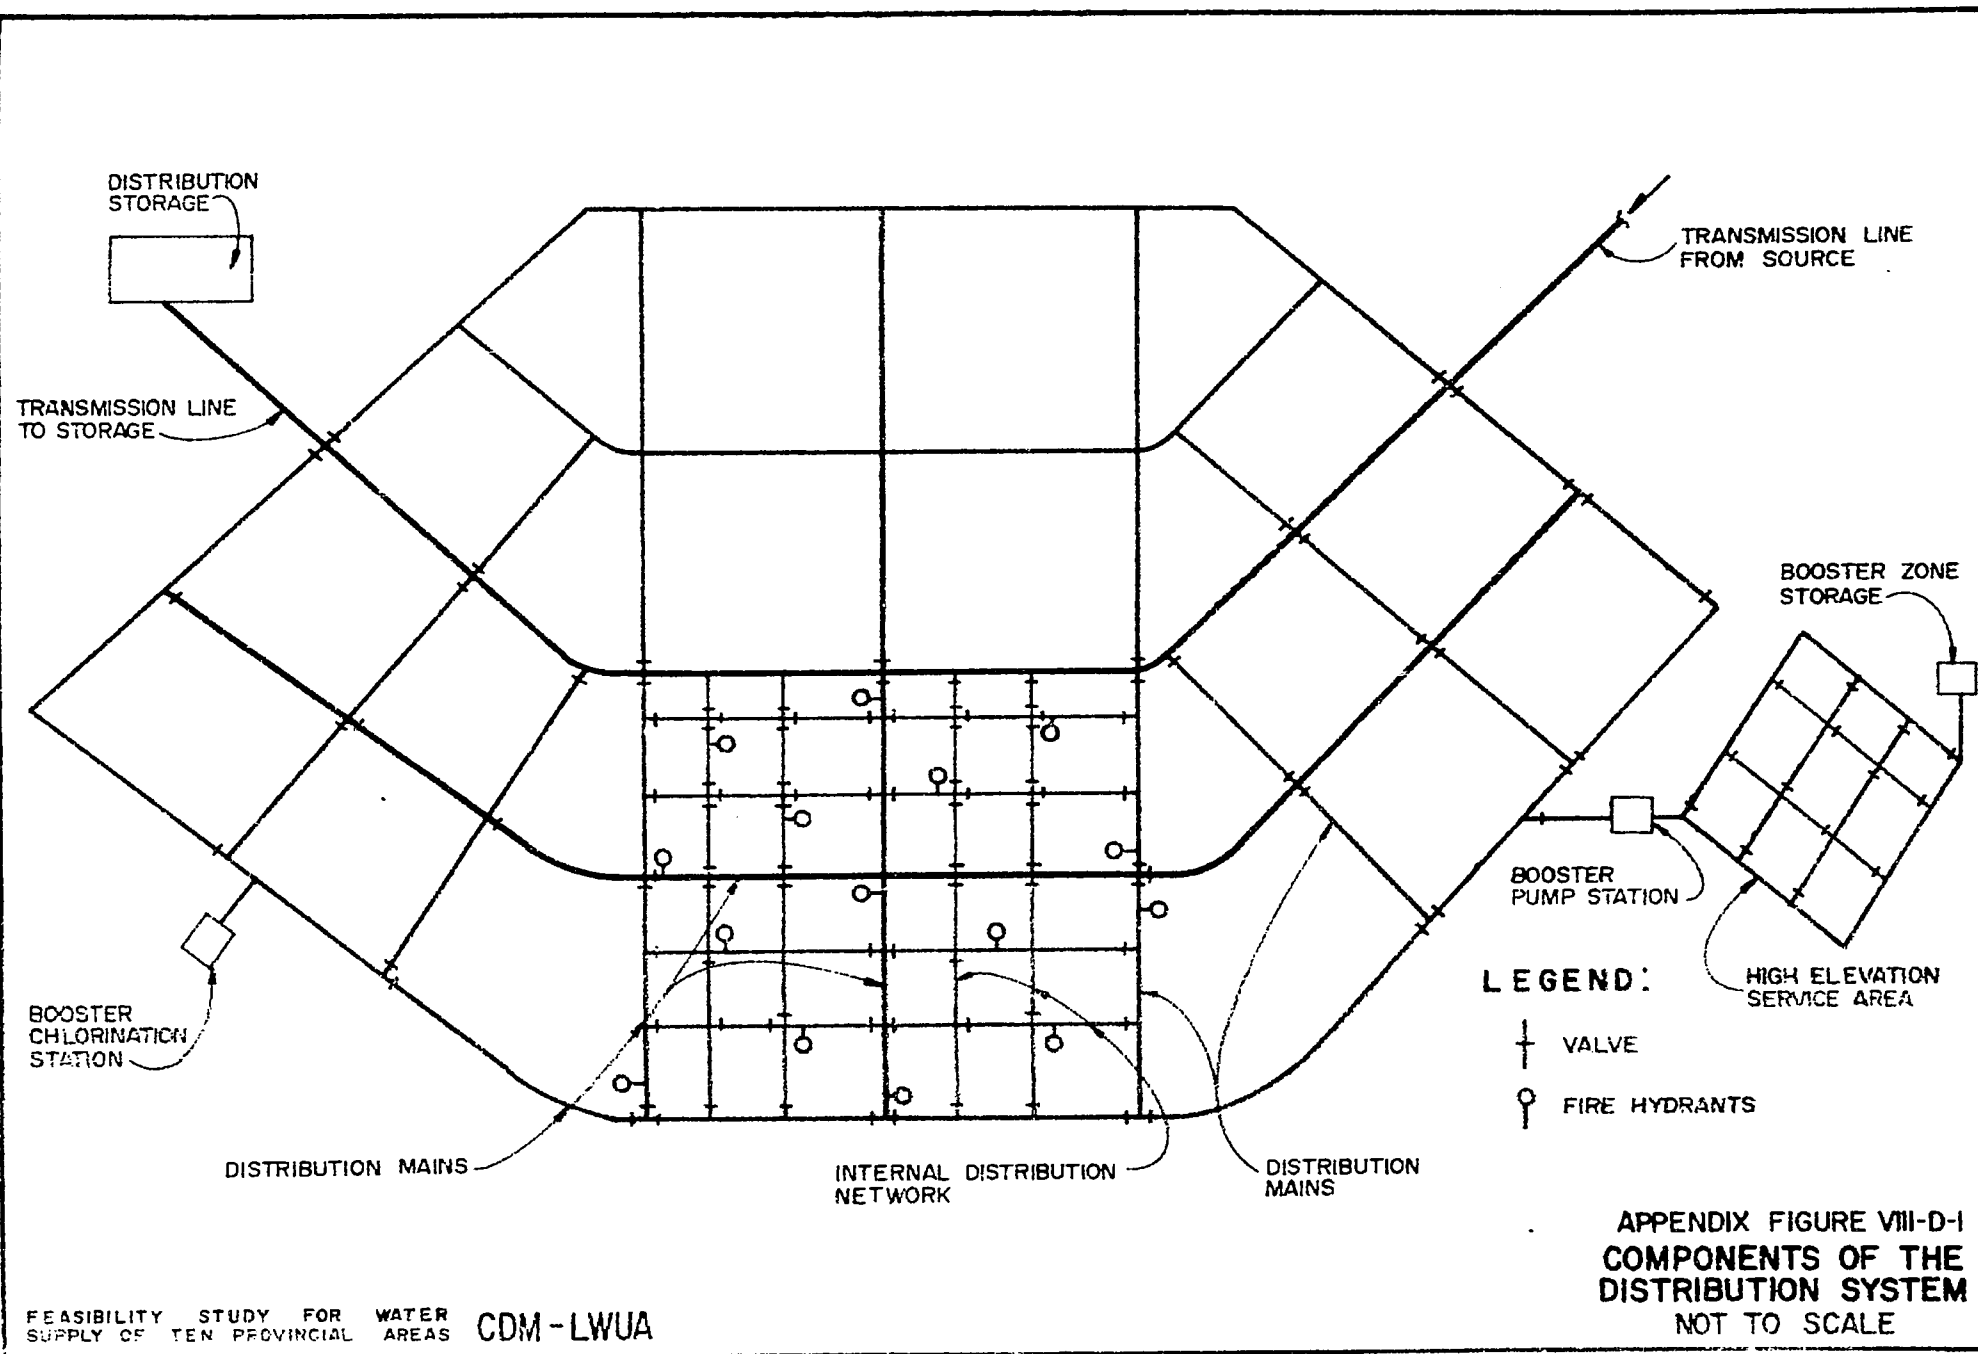 DISTRIBUTION
STORAGE
TRANSMISSION LINE
FROM SOURCE
TRANSMISSION LINE
TO STORAGE
BOOSTER ZONE
STORAGE
BOOSTER
PUMP STATION
HIGH ELEVATION
SERVICE AREA
BOOSTER
CHLORINATION
STATION
LEGEND:
VALVE
FIRE HYDRANTS
DISTRIBUTION MAINS
INTERNAL DISTRIBUTION
NETWORK
DISTRIBUTION
MAINS
APPENDIX FIGURE VIII-D-1
COMPONENTS OF THE
DISTRIBUTION SYSTEM
NOT TO SCALE
FEASIBILITY STUDY FOR WATER
SUPPLY OF TEN PROVINCIAL AREAS
CDM-LWUA